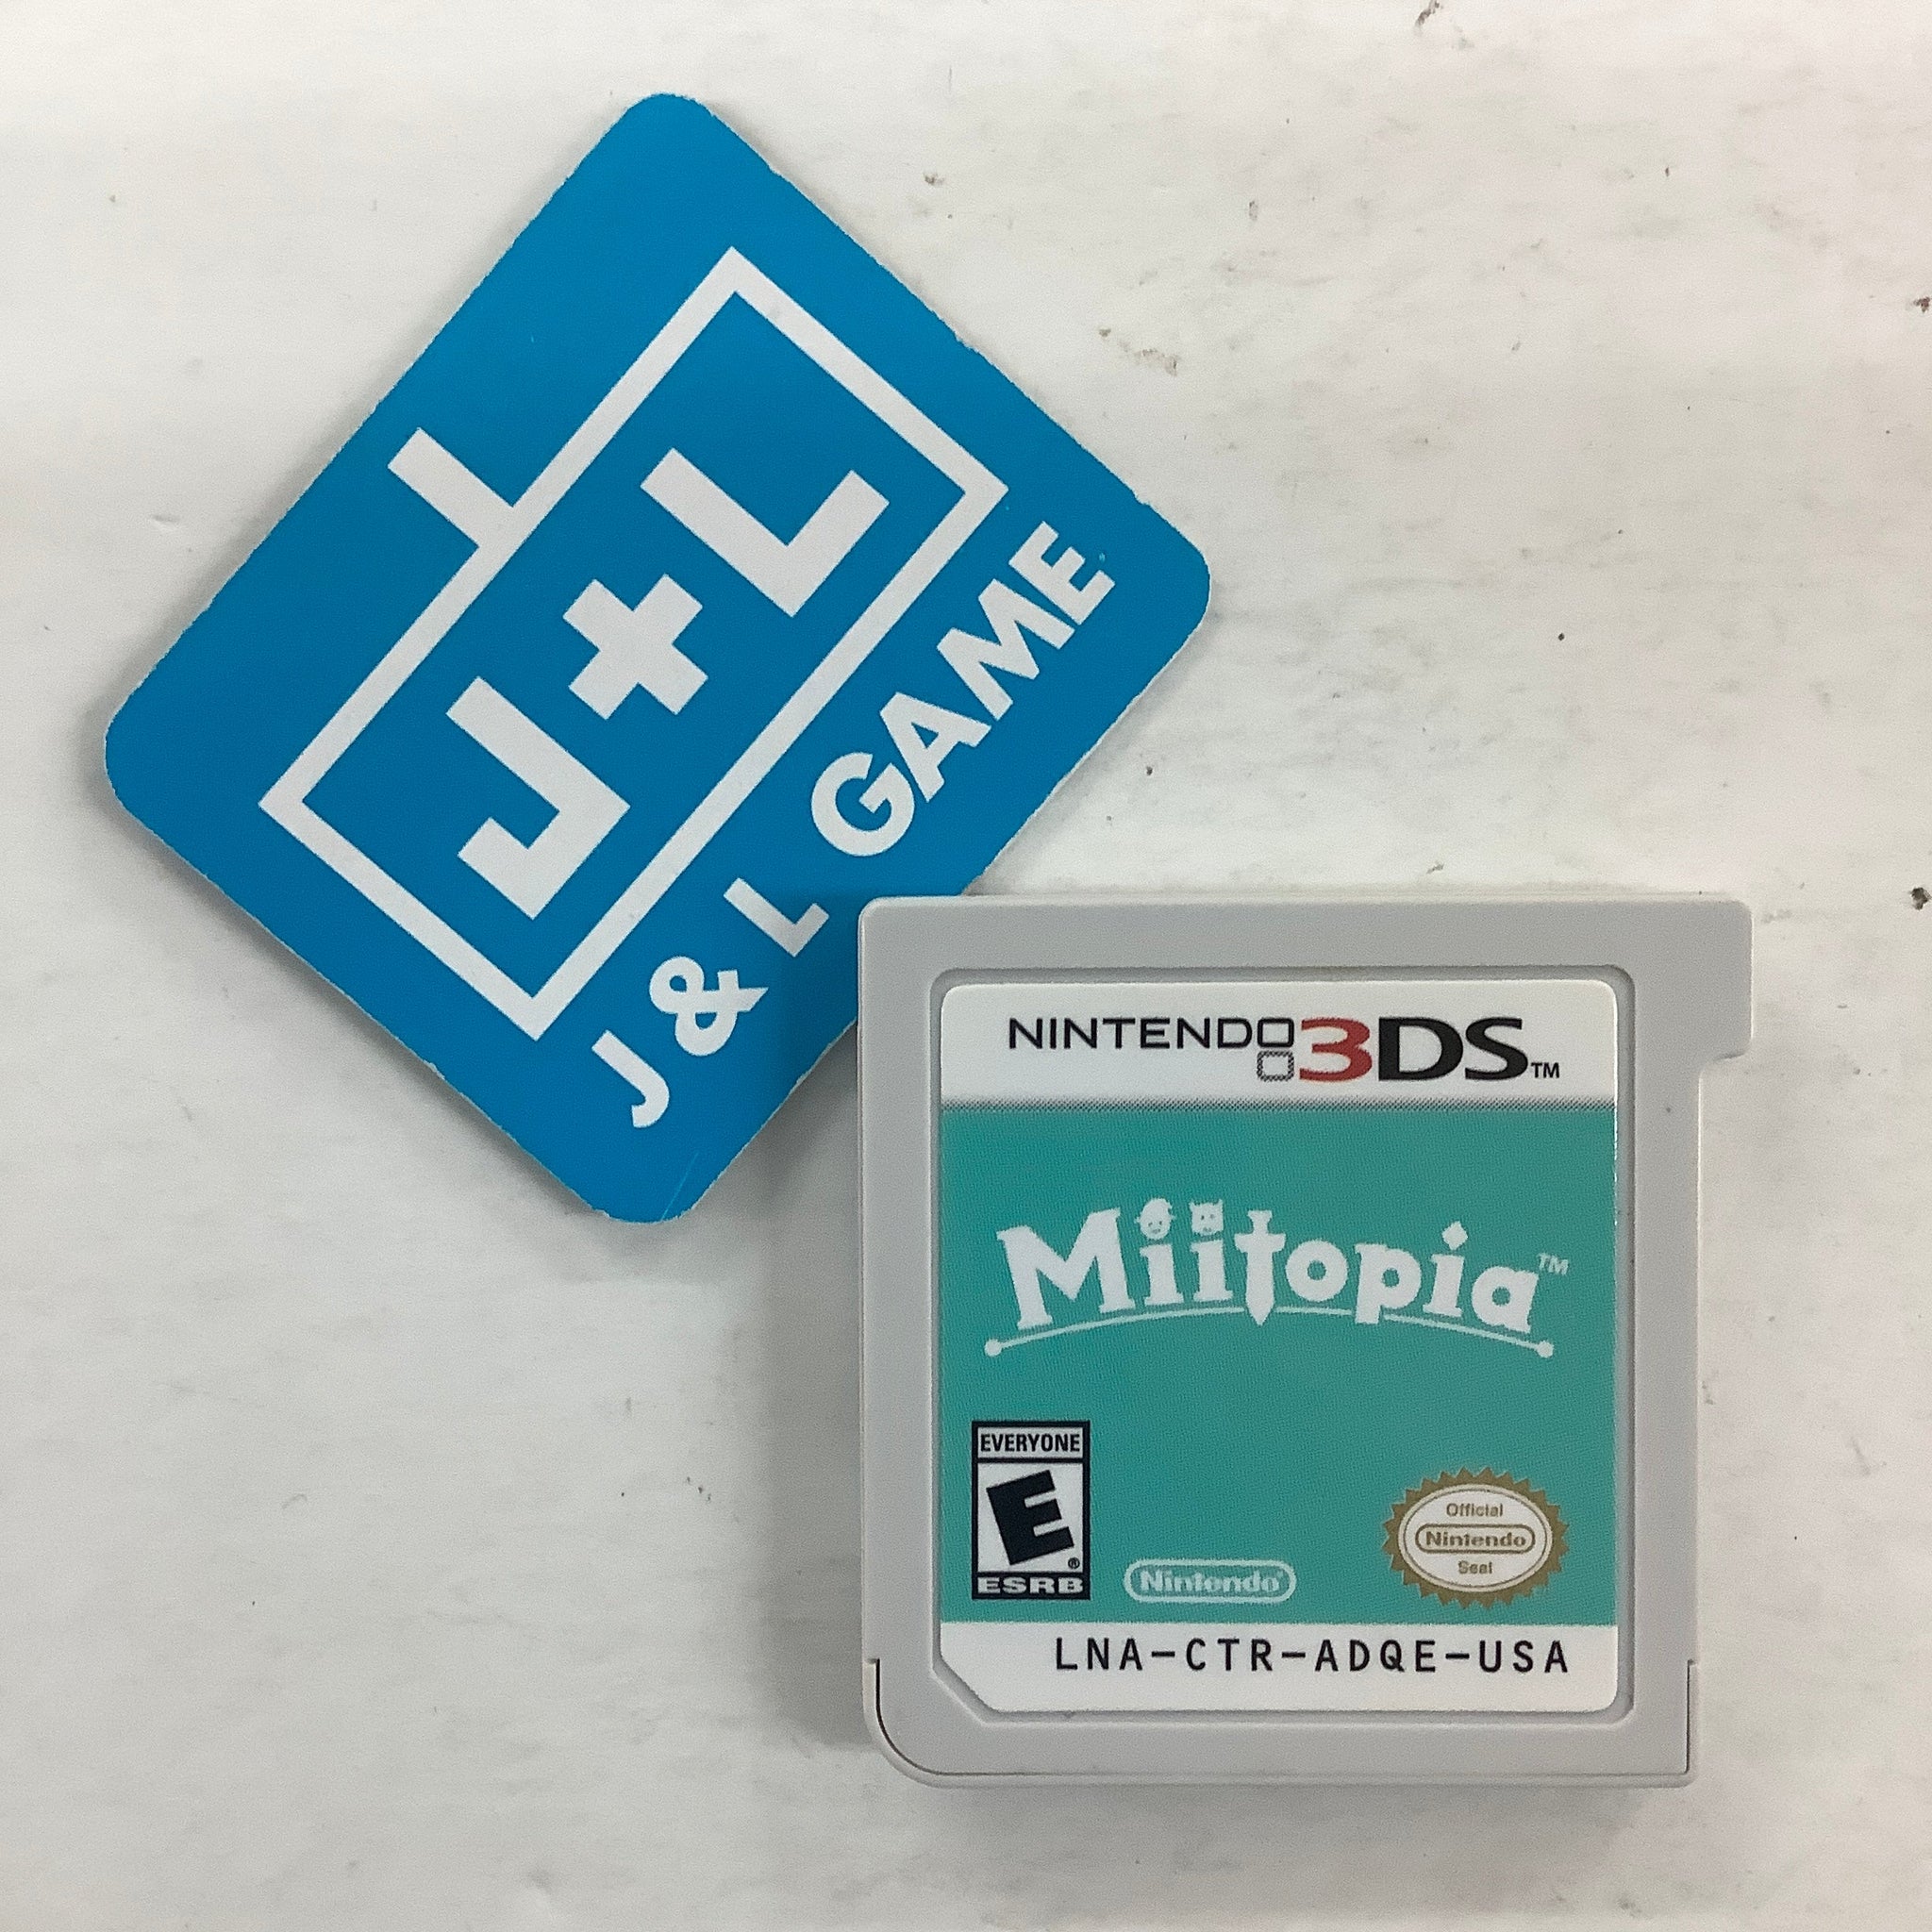 J+L
J & L GAME
NINTENDO 3DS™
Miitopia™
EVERYONE
E®
ESRB
Nintendo®
Official
Nintendo
Seal
LNA-CTR-ADQE-USA